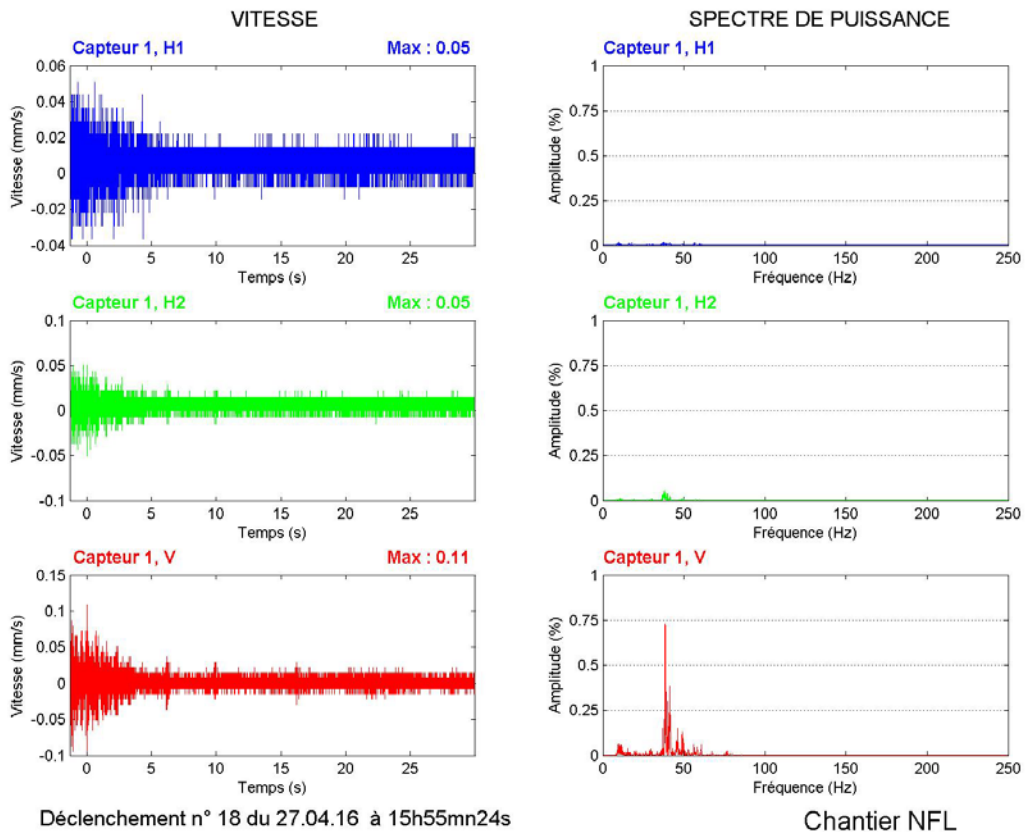 VITESSE
SPECTRE DE PUISSANCE
Capteur 1, H1 Max : 0.05
Vitesse (mm/s)
0.06
0.04
0.02
0
-0.02
-0.04
0 5 10 15 20 25
Temps (s)
Capteur 1, H1
Amplitude (%)
1
0.75
0.5
0.25
0
0 50 100 150 200 250
Fréquence (Hz)
Capteur 1, H2 Max : 0.05
Vitesse (mm/s)
0.1
0.05
0
-0.05
-0.1
0 5 10 15 20 25
Temps (s)
Capteur 1, H2
Amplitude (%)
1
0.75
0.5
0.25
0
0 50 100 150 200 250
Fréquence (Hz)
Capteur 1, V Max : 0.11
Vitesse (mm/s)
0.15
0.1
0.05
0
-0.05
-0.1
0 5 10 15 20 25
Temps (s)
Capteur 1, V
Amplitude (%)
1
0.75
0.5
0.25
0
0 50 100 150 200 250
Fréquence (Hz)
Déclenchement n° 18 du 27.04.16 à 15h55mn24s
Chantier NFL